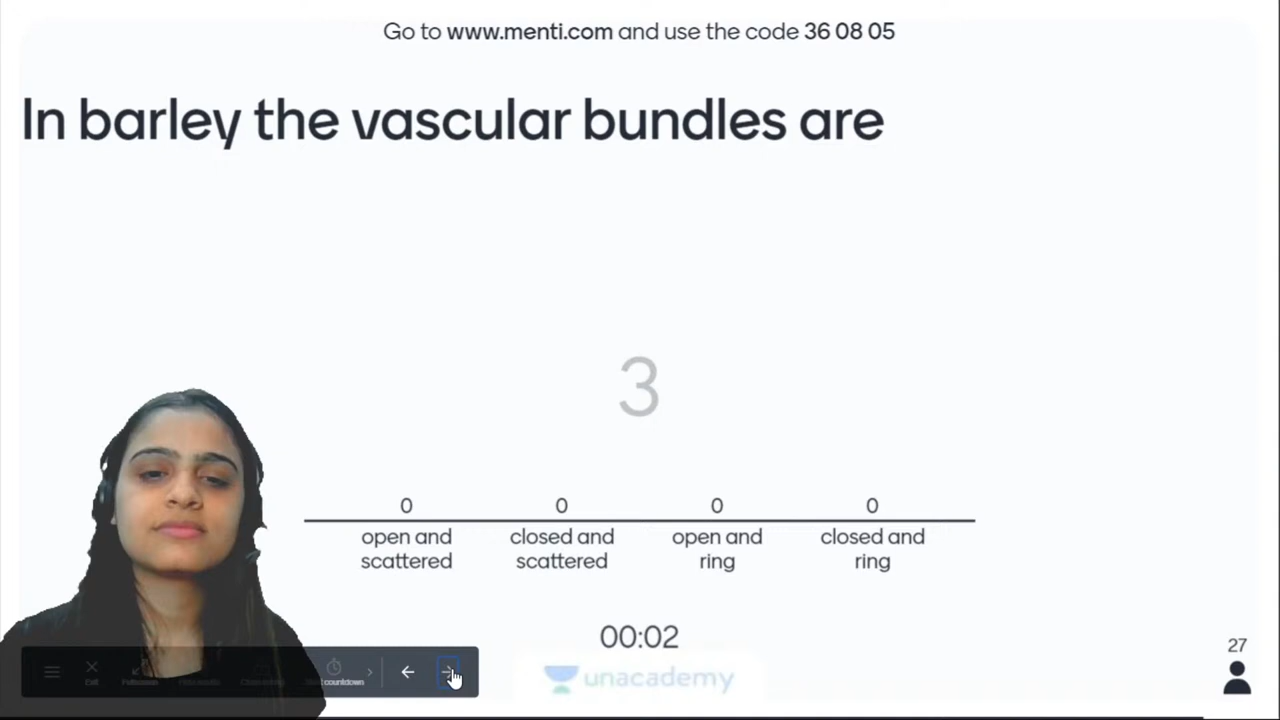 Go to www.menti.com and use the code 36 08 05
In barley the vascular bundles are
3
0 0 0 0
open and scattered
closed and scattered
open and ring
closed and ring
00:02
27
Exit
countdown
unacademy